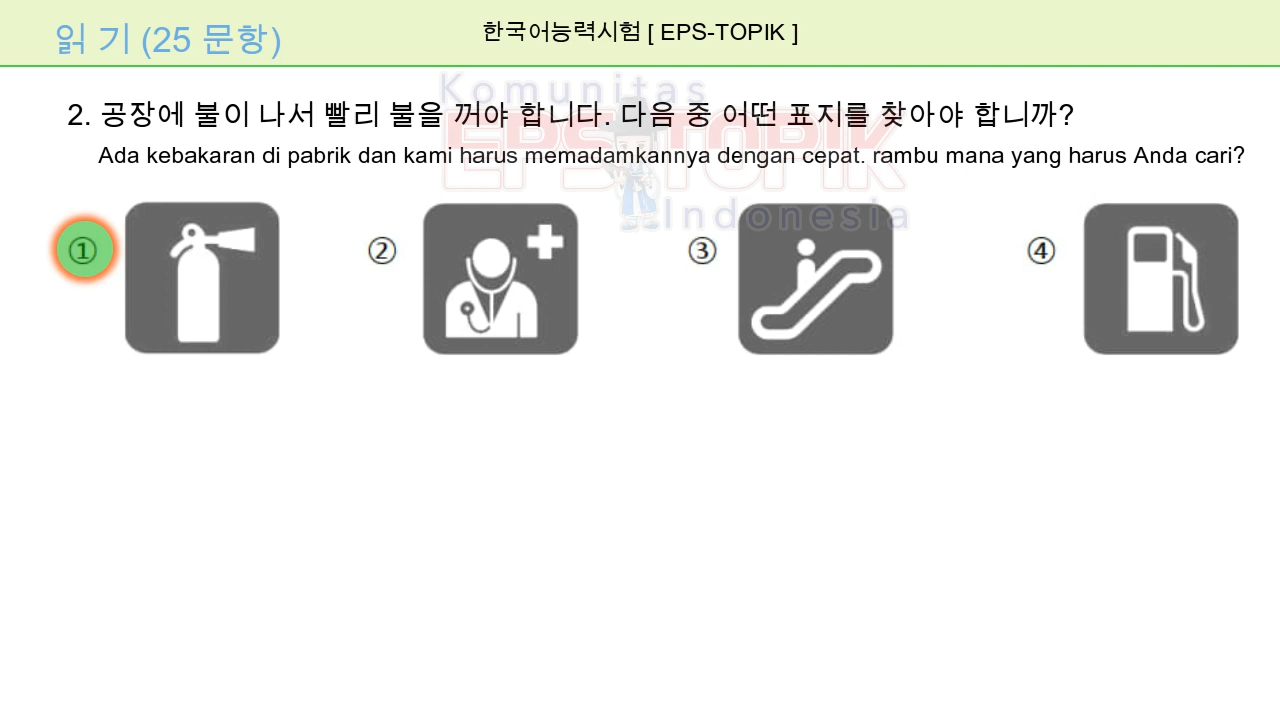 읽 기 (25 문항)
한국어능력시험 [ EPS-TOPIK ]
Komunitas
EPS TOPIK
Indonesia
2. 공장에 불이 나서 빨리 불을 꺼야 합니다. 다음 중 어떤 표지를 찾아야 합니까?
Ada kebakaran di pabrik dan kami harus memadamkannya dengan cepat. rambu mana yang harus Anda cari?
①
②
③
④